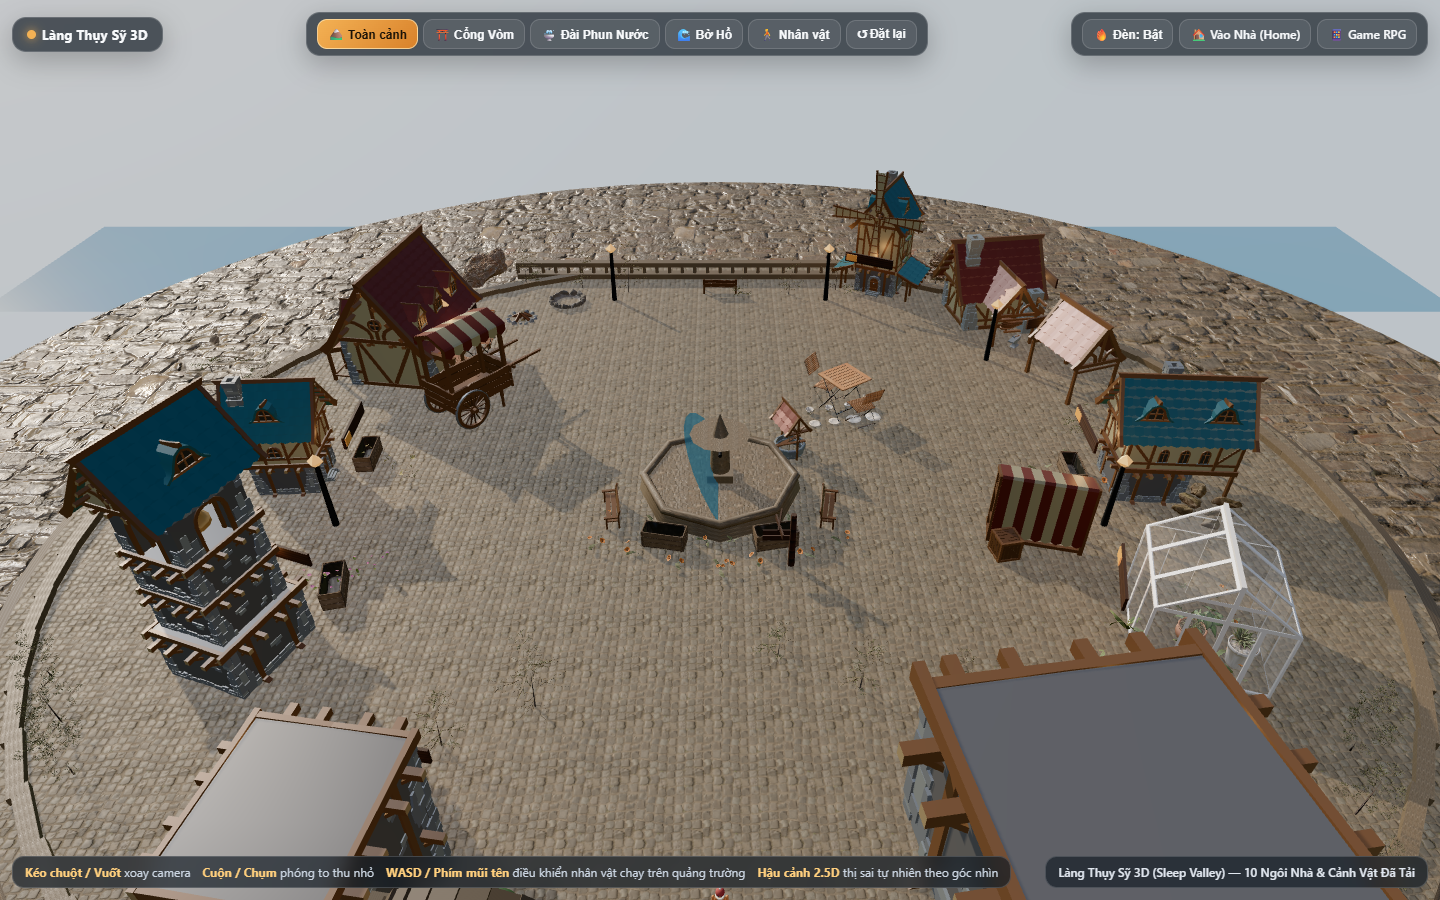 Làng Thụy Sỹ 3D
Toàn cảnh
Cổng Vòm
Đài Phun Nước
Bờ Hồ
Nhân vật
↺ Đặt lại
Đèn: Bật
Vào Nhà (Home)
Game RPG
Kéo chuột / Vuốt xoay camera Cuộn / Chụm phóng to thu nhỏ WASD / Phím mũi tên điều khiển nhân vật chạy trên quảng trường Hậu cảnh 2.5D thị sai tự nhiên theo góc nhìn
Làng Thụy Sỹ 3D (Sleep Valley) — 10 Ngôi Nhà & Cảnh Vật Đã Tải